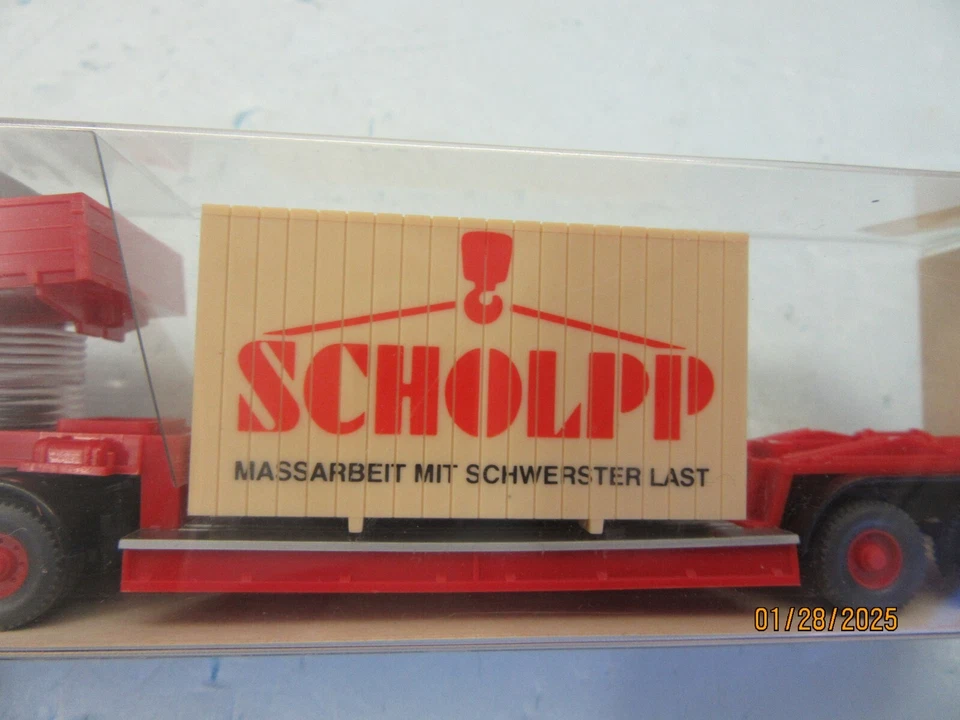 SCHOLPP
MASSARBEIT MIT SCHWERSTER LAST
01/28/2025